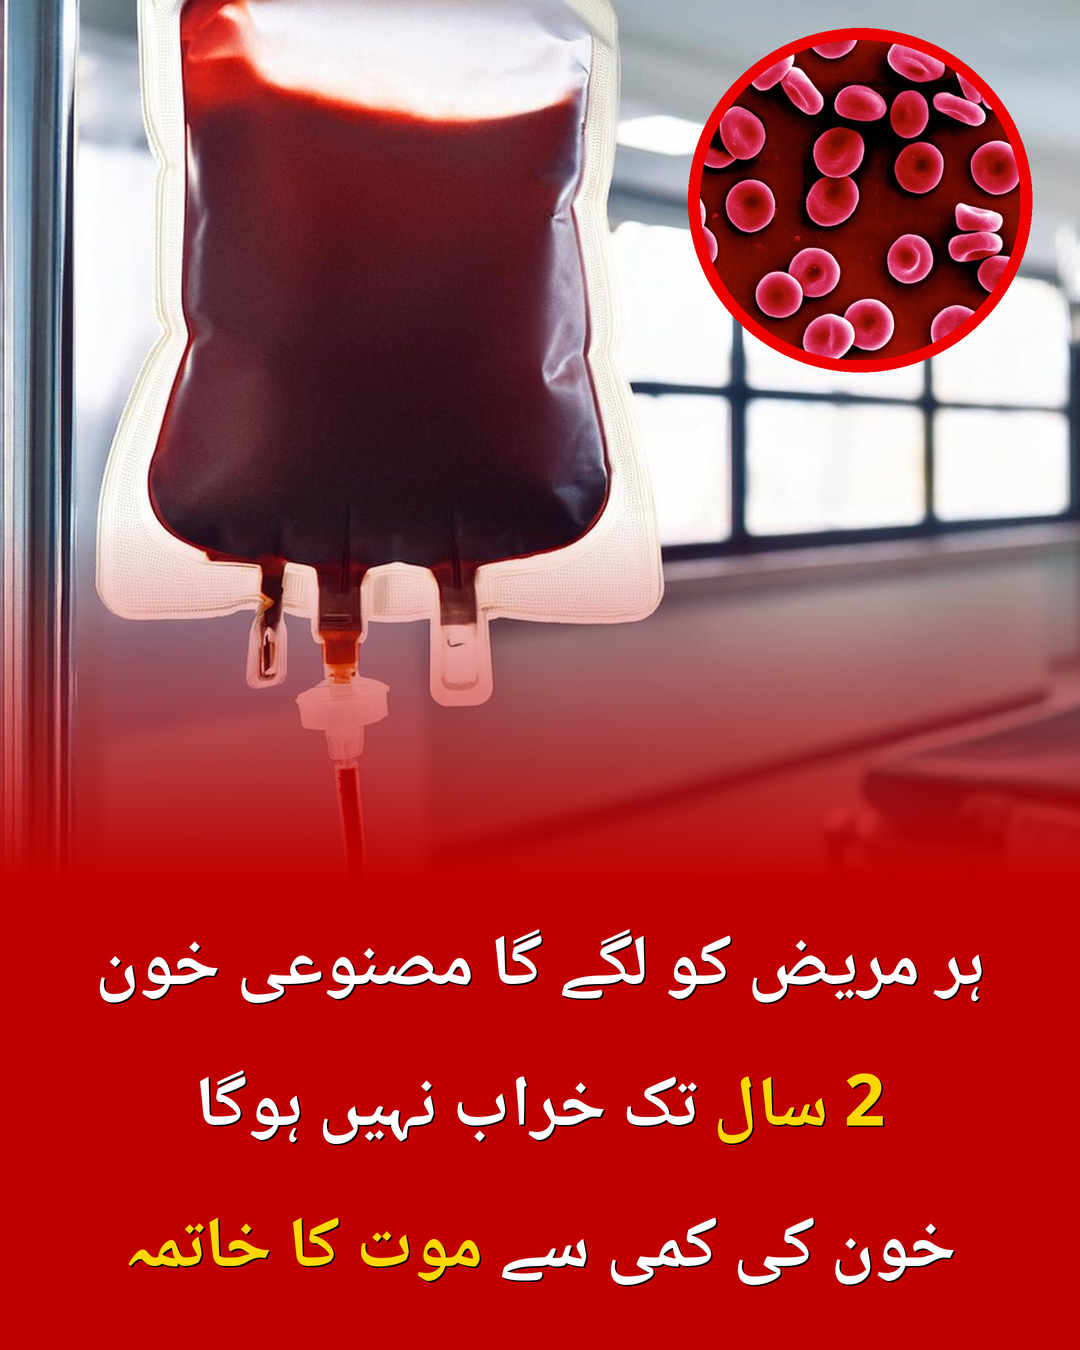 ہر مریض کو لگے گا مصنوعی خون
2 سال تک خراب نہیں ہوگا
خون کی کمی سے موت کا خاتمہ